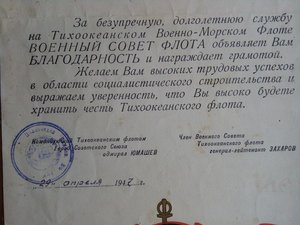 За безупречную, долголетнюю службу
на Тихоокеанском Военно-Морском Флоте
ВОЕННЫЙ СОВЕТ ФЛОТА объявляет Вам
БЛАГОДАРНОСТЬ и награждает грамотой.
Желаем Вам высоких трудовых успехов
в области социалистического строительства и
выражаем уверенность, что Вы высоко будете
хранить честь Тихоокеанского флота.
Командующий Тихоокеанским флотом
Герой Советского Союза
адмирал ЮМАШЕВ
Член Военного Совета
Тихоокеанского флота
генерал-лейтенант ЗАХАРОВ
апреля 194 г.